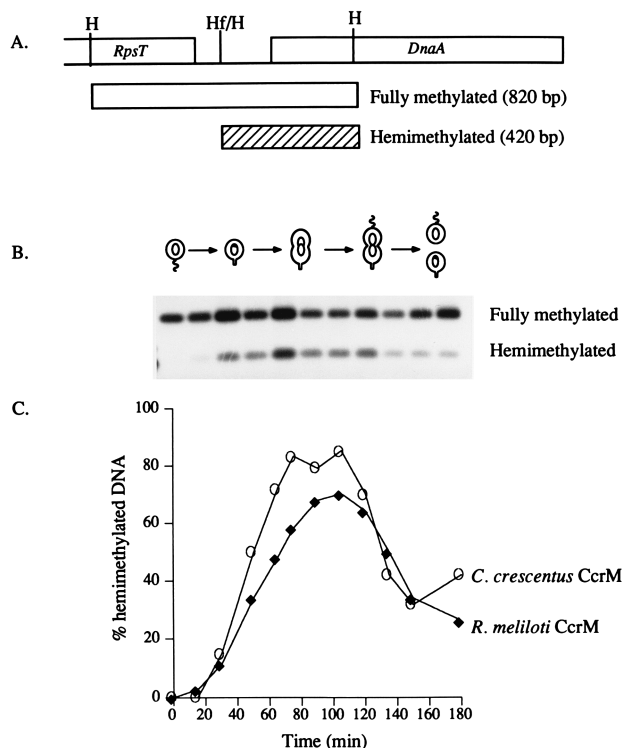 A.
H
Hf/H
H
RpsT
DnaA
Fully methylated (820 bp)
Hemimethylated (420 bp)
B.
Fully methylated
Hemimethylated
C.
% hemimethylated DNA
100
80
60
40
20
0
0 20 40 60 80 100 120 140 160 180
Time (min)
C. crescentus CcrM
R. meliloti CcrM